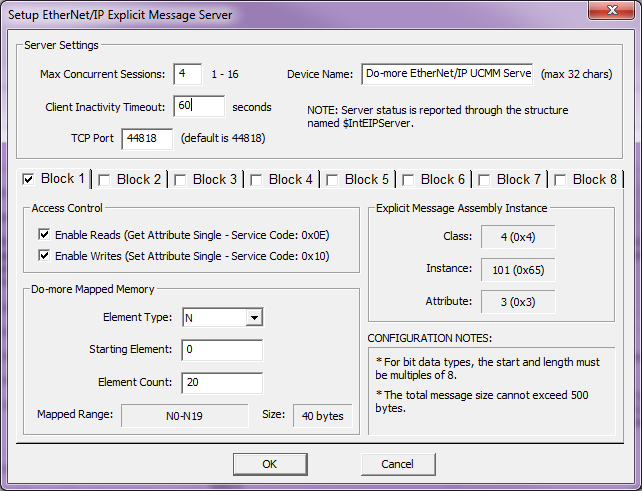 Setup EtherNet/IP Explicit Message Server
Server Settings
Max Concurrent Sessions: 4 1 - 16 Device Name: Do-more EtherNet/IP UCMM Serve (max 32 chars)
Client Inactivity Timeout: 60 seconds
NOTE: Server status is reported through the structure
named $IntEIPServer.
TCP Port 44818 (default is 44818)
Block 1 Block 2 Block 3 Block 4 Block 5 Block 6 Block 7 Block 8
Access Control
Enable Reads (Get Attribute Single - Service Code: 0x0E)
Enable Writes (Set Attribute Single - Service Code: 0x10)
Do-more Mapped Memory
Element Type: N
Starting Element: 0
Element Count: 20
Mapped Range: N0-N19 Size: 40 bytes
Explicit Message Assembly Instance
Class: 4 (0x4)
Instance: 101 (0x65)
Attribute: 3 (0x3)
CONFIGURATION NOTES:
* For bit data types, the start and length must
be multiples of 8.
* The total message size cannot exceed 500
bytes.
OK Cancel